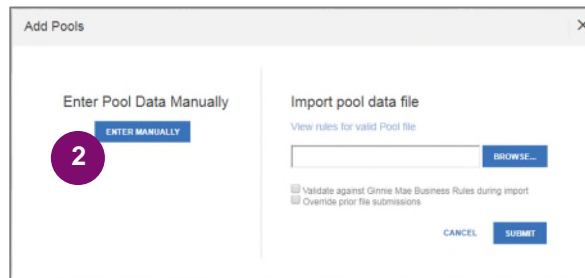 Add Pools
Enter Pool Data Manually
ENTER MANUALLY
2
Import pool data file
View rules for valid Pool file
BROWSE...
Validate against Ginnie Mae Business Rules during import
Override prior file submissions
CANCEL
SUBMIT